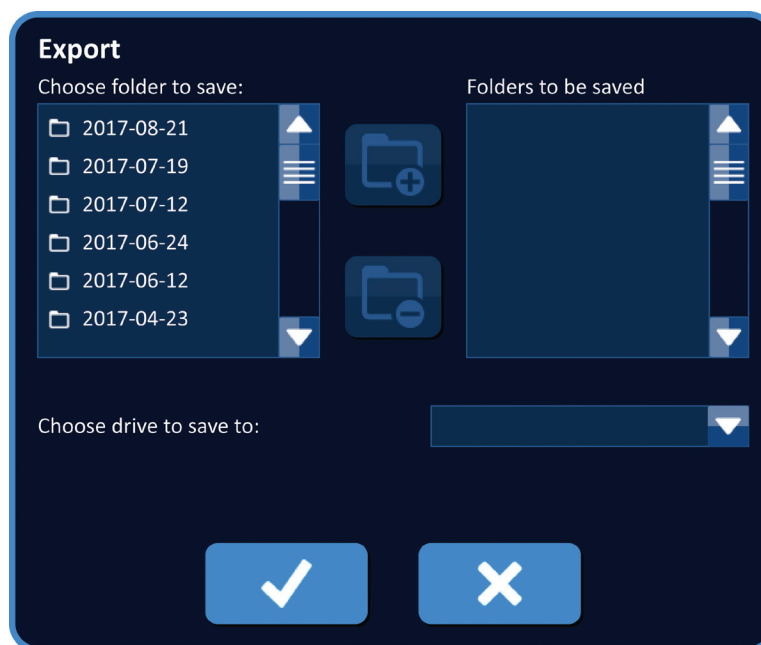 Export
Choose folder to save:
Folders to be saved
2017-08-21
2017-07-19
2017-07-12
2017-06-24
2017-06-12
2017-04-23
Choose drive to save to: